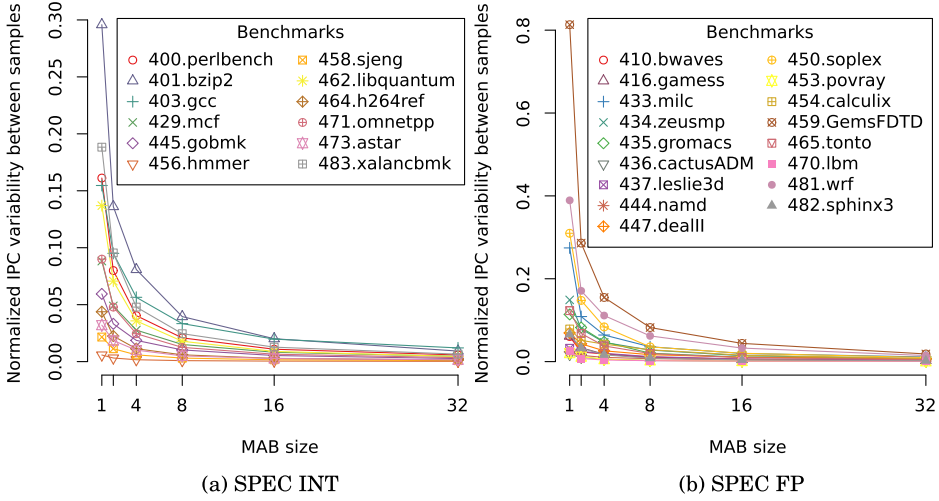 Normalized IPC variability between samples
0.30
0.25
0.20
0.15
0.10
0.05
0.00
Benchmarks
400.perlbench
401.bzip2
403.gcc
429.mcf
445.gobmk
456.hmmer
458.sjeng
462.libquantum
464.h264ref
471.omnetpp
473.astar
483.xalancbmk
1
4
8
16
32
MAB size
(a) SPEC INT
Normalized IPC variability between samples
0.8
0.6
0.4
0.2
0.0
Benchmarks
410.bwaves
416.gamess
433.milc
434.zeusmp
435.gromacs
436.cactusADM
437.leslie3d
444.namd
447.dealII
450.soplex
453.povray
454.calculix
459.GemsFDTD
465.tonto
470.lbm
481.wrf
482.sphinx3
1
4
8
16
32
MAB size
(b) SPEC FP